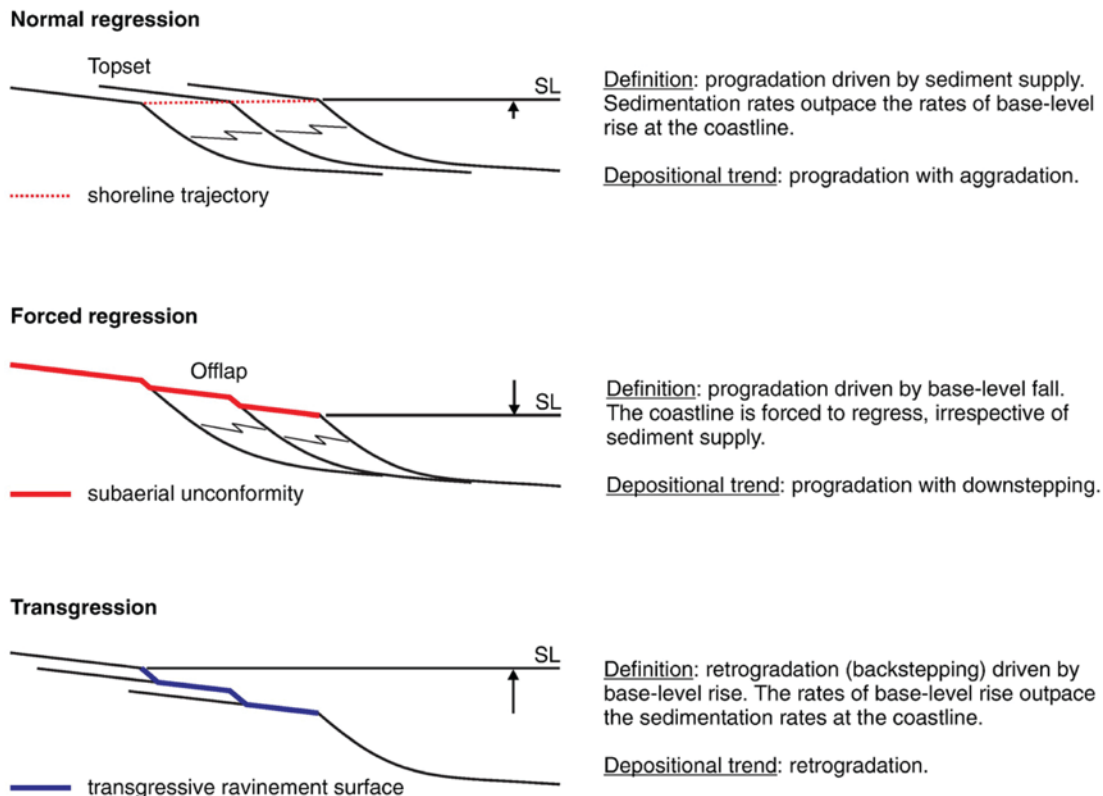 Normal regression
Topset
SL
shoreline trajectory
Definition: progradation driven by sediment supply.
Sedimentation rates outpace the rates of base-level
rise at the coastline.
Depositional trend: progradation with aggradation.
Forced regression
Offlap
SL
subaerial unconformity
Definition: progradation driven by base-level fall.
The coastline is forced to regress, irrespective of
sediment supply.
Depositional trend: progradation with downstepping.
Transgression
SL
transgressive ravinement surface
Definition: retrogradation (backstepping) driven by
base-level rise. The rates of base-level rise outpace
the sedimentation rates at the coastline.
Depositional trend: retrogradation.